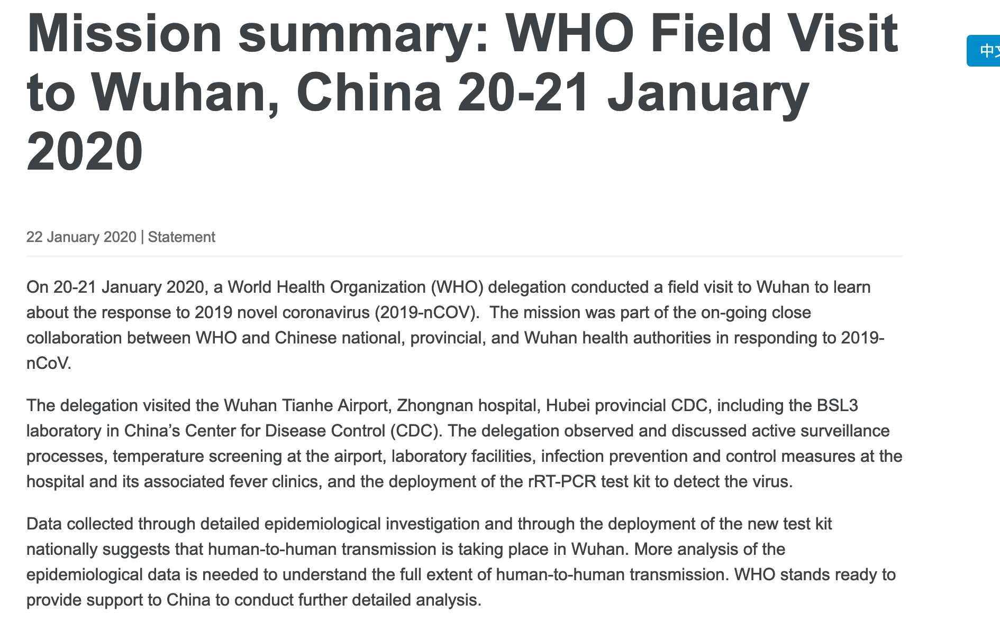 Mission summary: WHO Field Visit
to Wuhan, China 20-21 January
2020
中
22 January 2020 | Statement
On 20-21 January 2020, a World Health Organization (WHO) delegation conducted a field visit to Wuhan to learn
about the response to 2019 novel coronavirus (2019-nCOV).  The mission was part of the on-going close
collaboration between WHO and Chinese national, provincial, and Wuhan health authorities in responding to 2019-
nCoV.
The delegation visited the Wuhan Tianhe Airport, Zhongnan hospital, Hubei provincial CDC, including the BSL3
laboratory in China’s Center for Disease Control (CDC). The delegation observed and discussed active surveillance
processes, temperature screening at the airport, laboratory facilities, infection prevention and control measures at the
hospital and its associated fever clinics, and the deployment of the rRT-PCR test kit to detect the virus.
Data collected through detailed epidemiological investigation and through the deployment of the new test kit
nationally suggests that human-to-human transmission is taking place in Wuhan. More analysis of the
epidemiological data is needed to understand the full extent of human-to-human transmission. WHO stands ready to
provide support to China to conduct further detailed analysis.